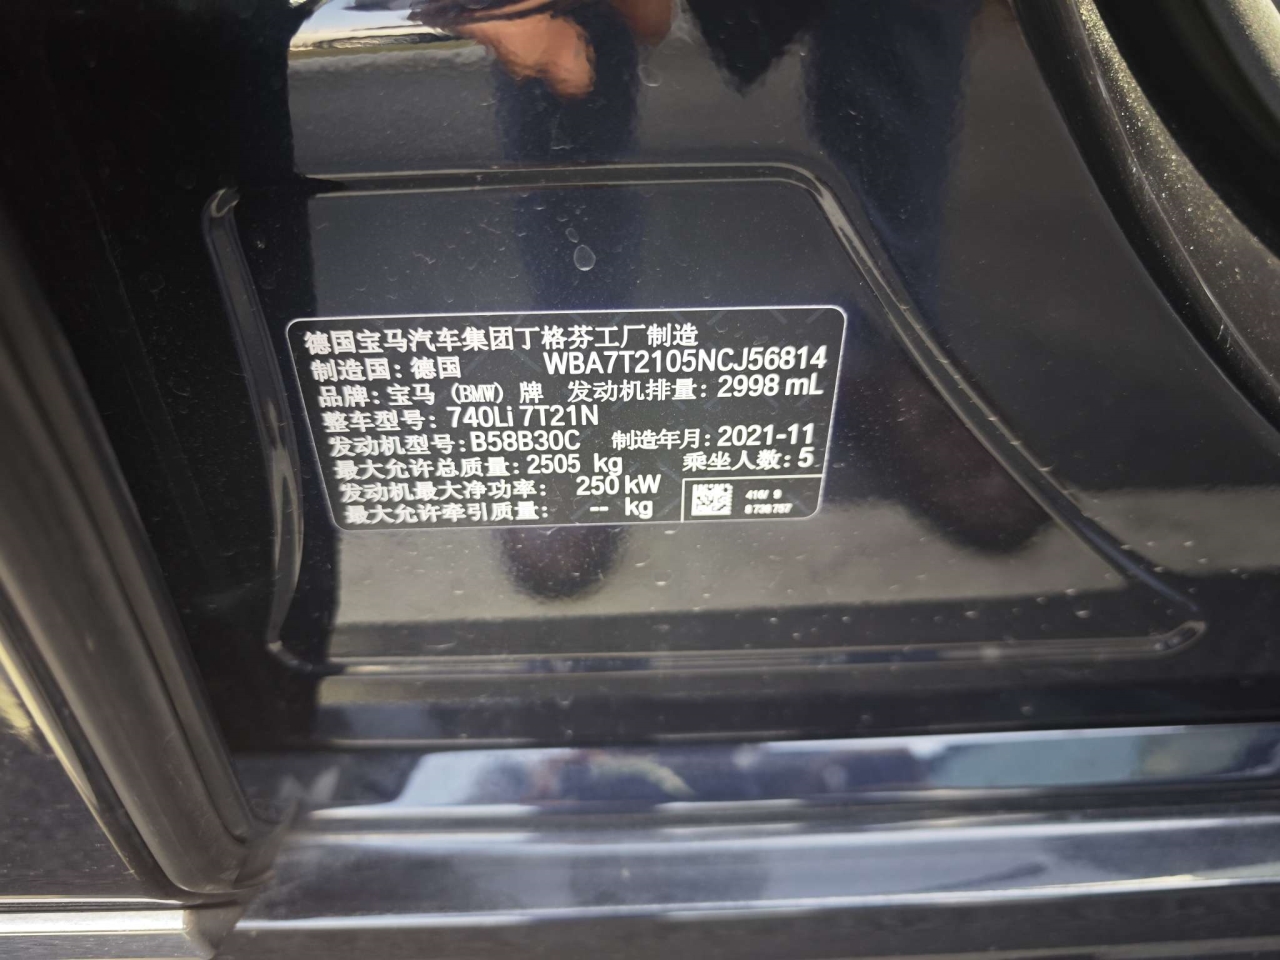 德国宝马汽车集团丁格芬工厂制造
制造国：德国 WBA7T2105NCJ56814
品牌：宝马 (BMW) 牌 发动机排量：2998 mL
整车型号：740Li 7T21N
发动机型号：B58B30C 制造年月：2021-11
最大允许总质量：2505 kg 乘坐人数：5
发动机最大净功率： 250 kW
最大允许牵引质量： -- kg
416/ 9
6736757